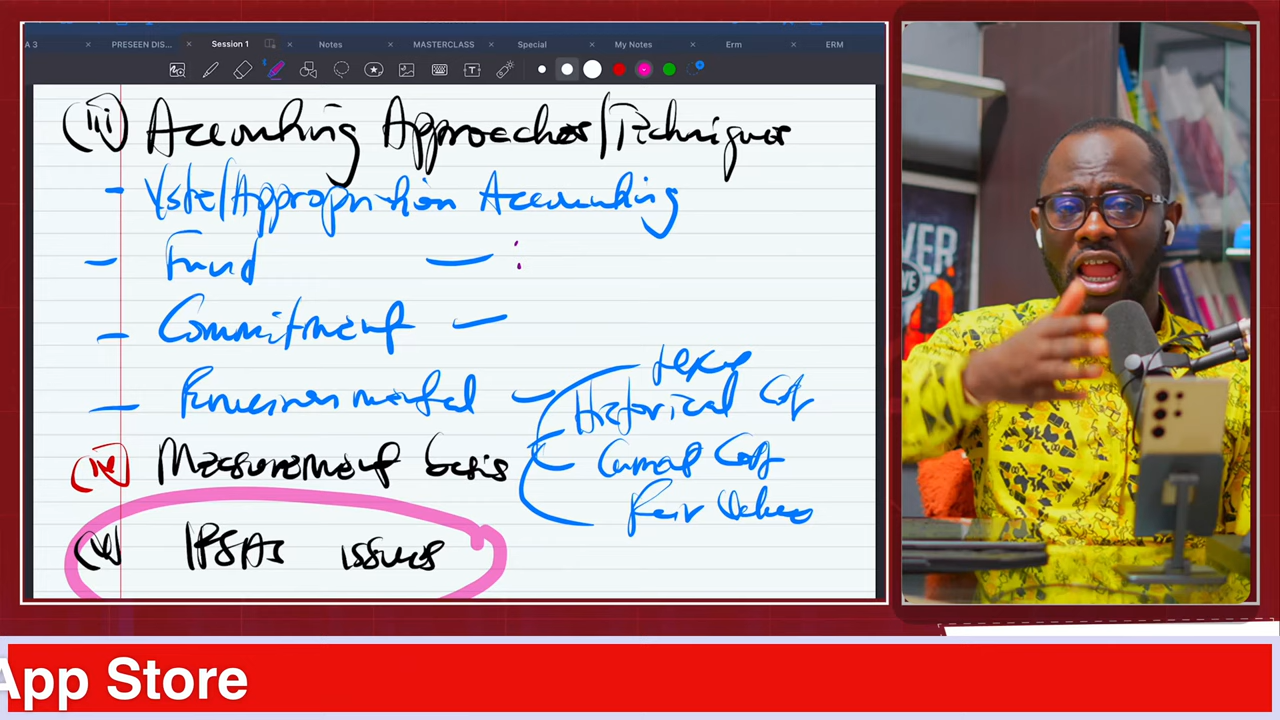 A 3
PRESEEN DIS...
Session 1
Notes
MASTERCLASS
Special
My Notes
Erm
ERM
(iii) Accounting Approaches/Techniques
- Vote/Appropriation Accounting
- Fund —
- Commitment —
-
Historical Cost
Current Cost
Fair Values
(iv) Measurement basis
(v) IPSAS issues
App Store